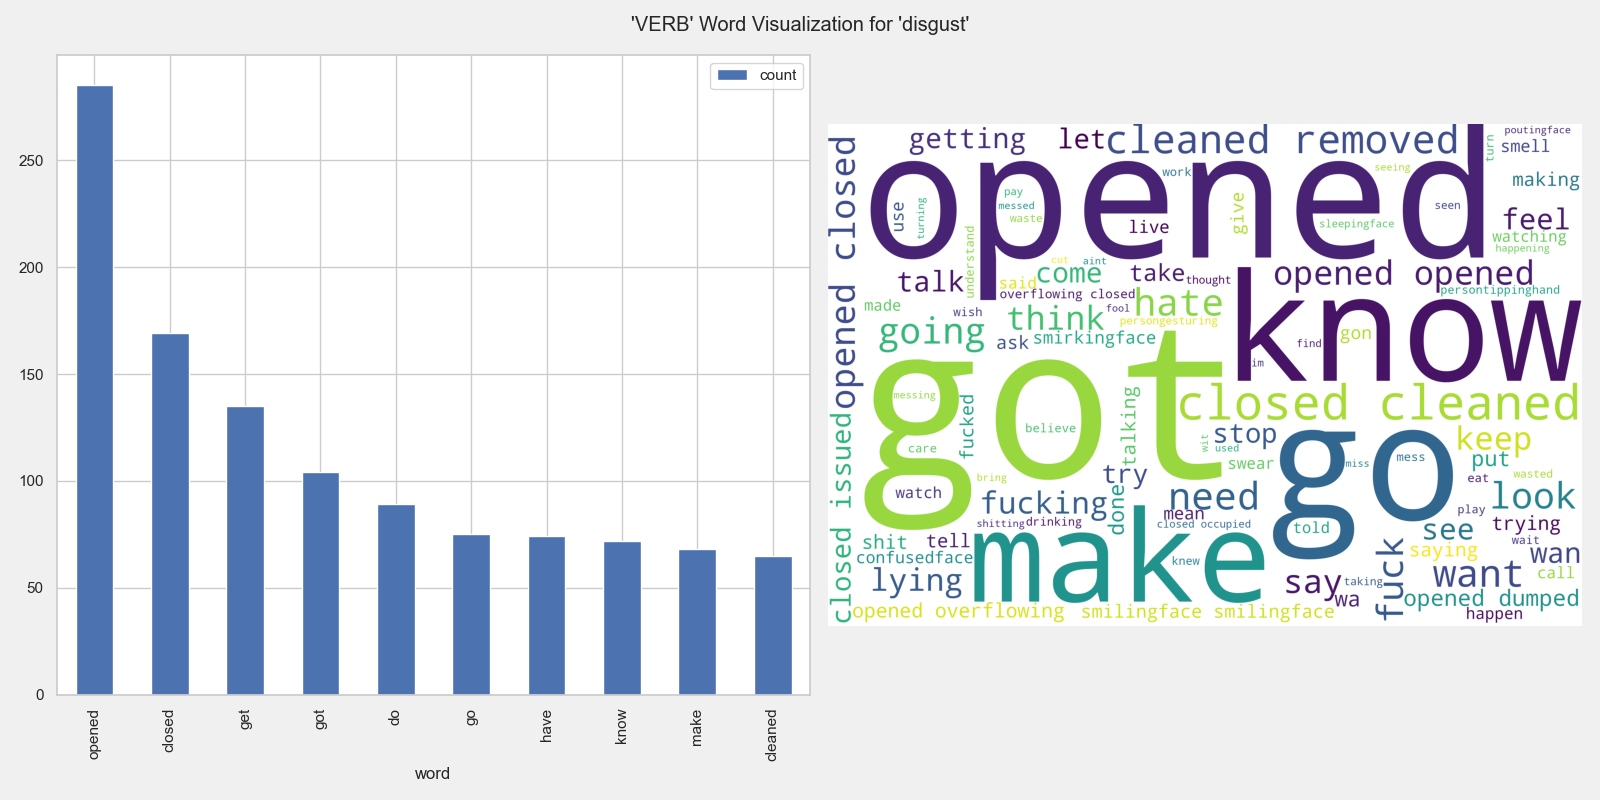 'VERB' Word Visualization for 'disgust'
count
250
200
150
100
50
0
opened
closed
get
got
do
go
have
know
make
cleaned
word
getting
let
cleaned removed
poutingface
smell
turn
opened closed
opened
work
seeing
making
use
turning
pay
messed
waste
live
give
sleepingface
seen
feel
watching
happening
understand
cut
aint
talk
said
come
take
thought
opened opened
persontippinghand
overflowing closed
made
wish
fool
hate
know
going
think
persongesturing
ask
smirkingface
find
gon
im
got
messing
closed cleaned
fucked
believe
talking
care
wit
used
stop
go
mess
miss
keep
swear
put
eat
wasted
bring
try
watch
fucking
done
need
look
play
closed issued
shitting
drinking
mean
closed occupied
told
see
trying
wait
shit
tell
confusedface
make
knew
saying
wan
fuck
lying
say
taking
want
call
wa
opened dumped
opened overflowing
smilingface smilingface
happen